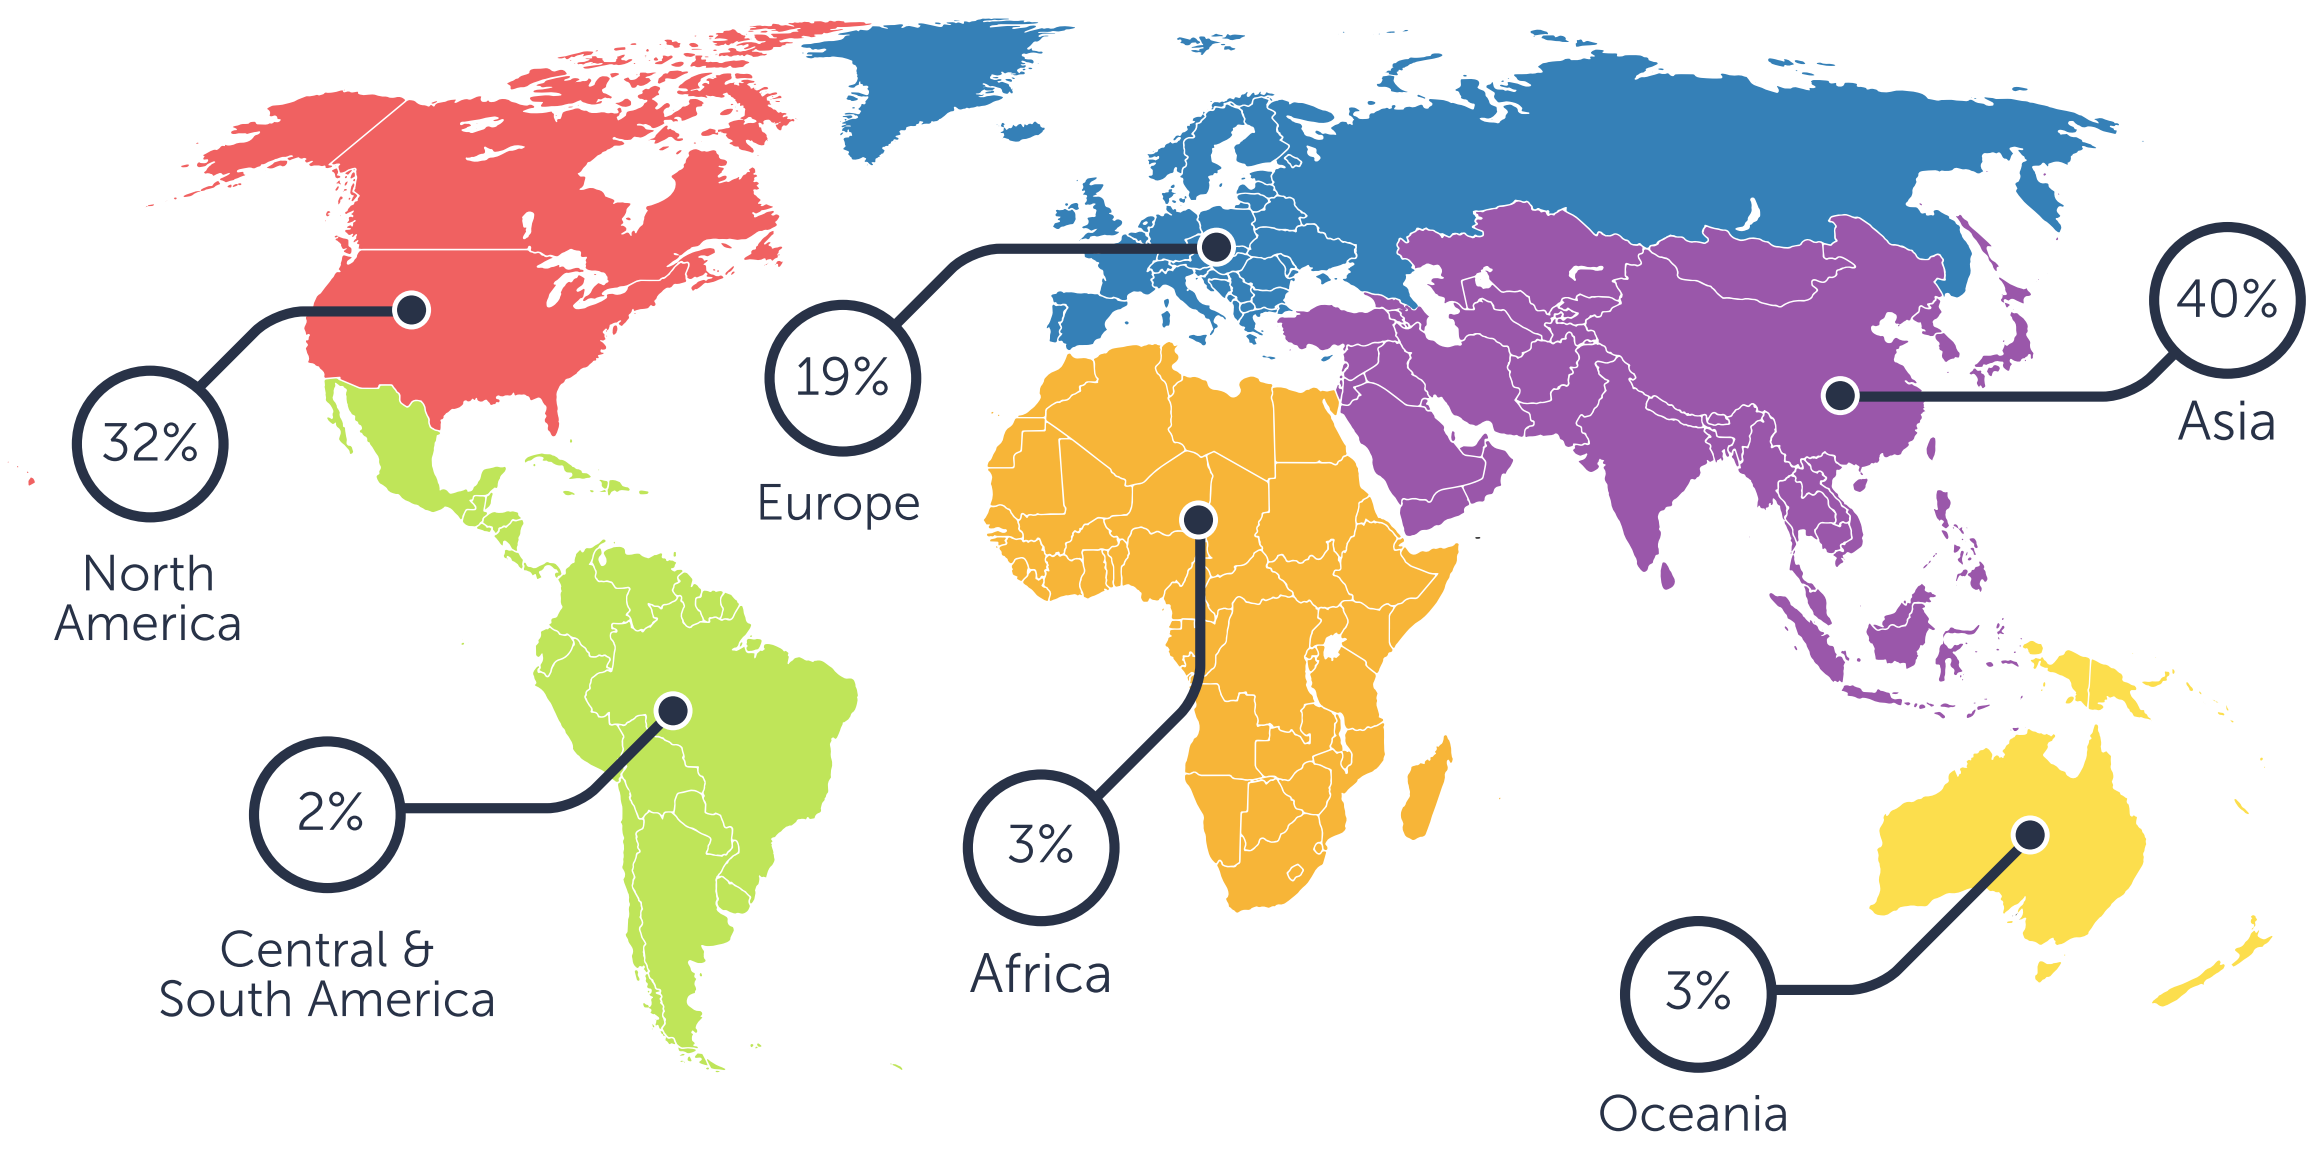 32%
North
America
19%
Europe
40%
Asia
2%
Central &
South America
3%
Africa
3%
Oceania